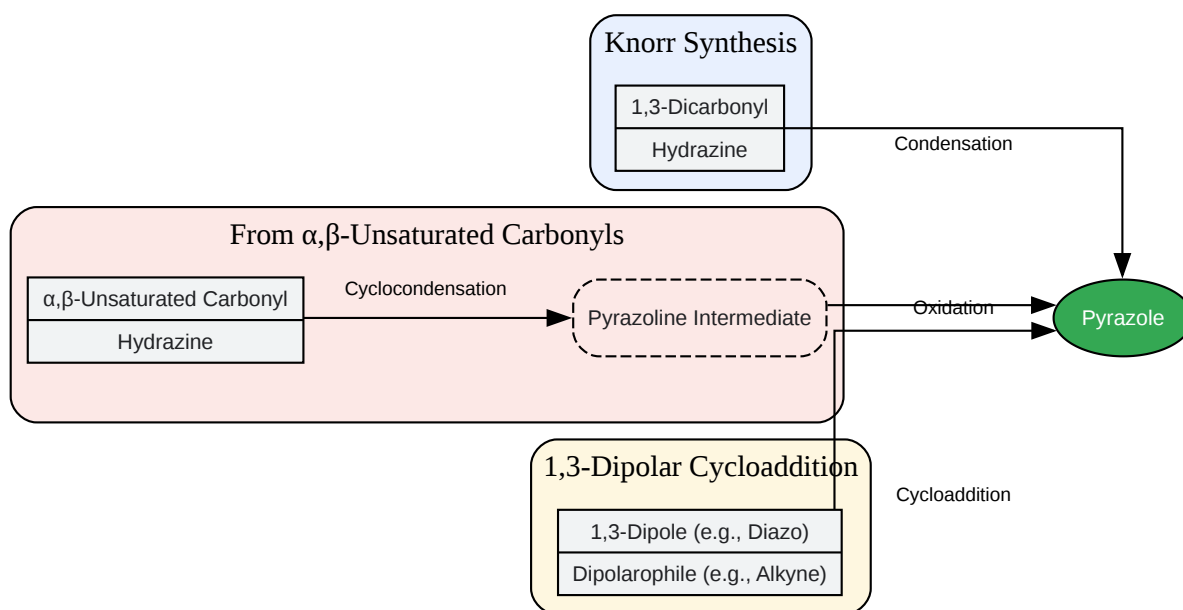 Knorr Synthesis
1,3-Dicarbonyl
Hydrazine
Condensation
From α,β-Unsaturated Carbonyls
α,β-Unsaturated Carbonyl
Hydrazine
Cyclocondensation
Pyrazoline Intermediate
Oxidation
Pyrazole
1,3-Dipolar Cycloaddition
1,3-Dipole (e.g., Diazo)
Dipolarophile (e.g., Alkyne)
Cycloaddition